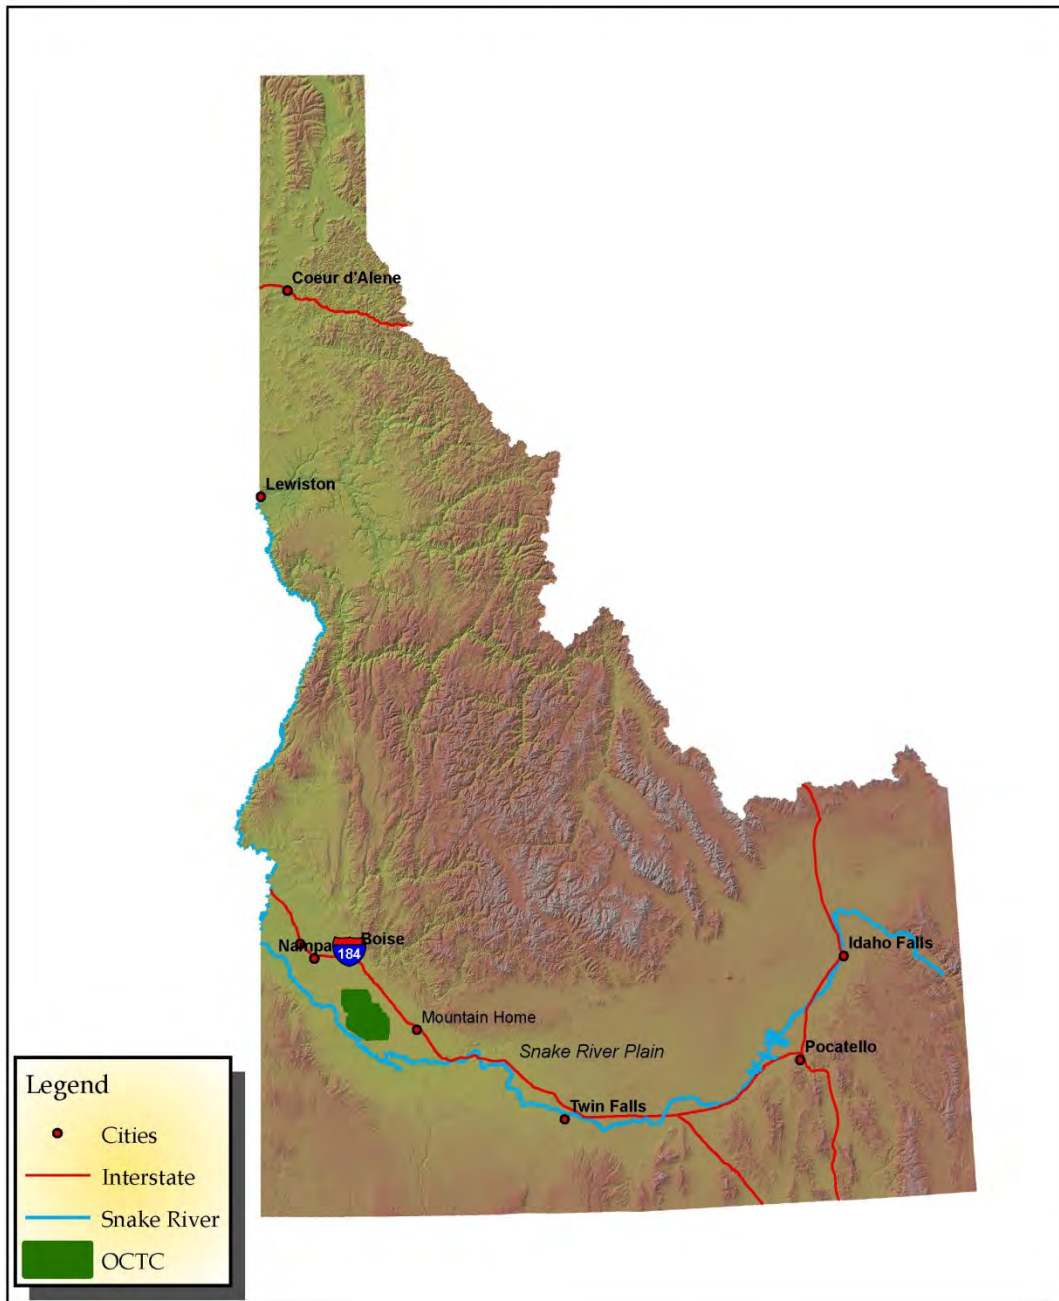 Coeur d'Alene
Lewiston
Boise
Nampa
184
Idaho Falls
Mountain Home
Snake River Plain
Pocatello
Twin Falls
Legend
Cities
Interstate
Snake River
OCTC